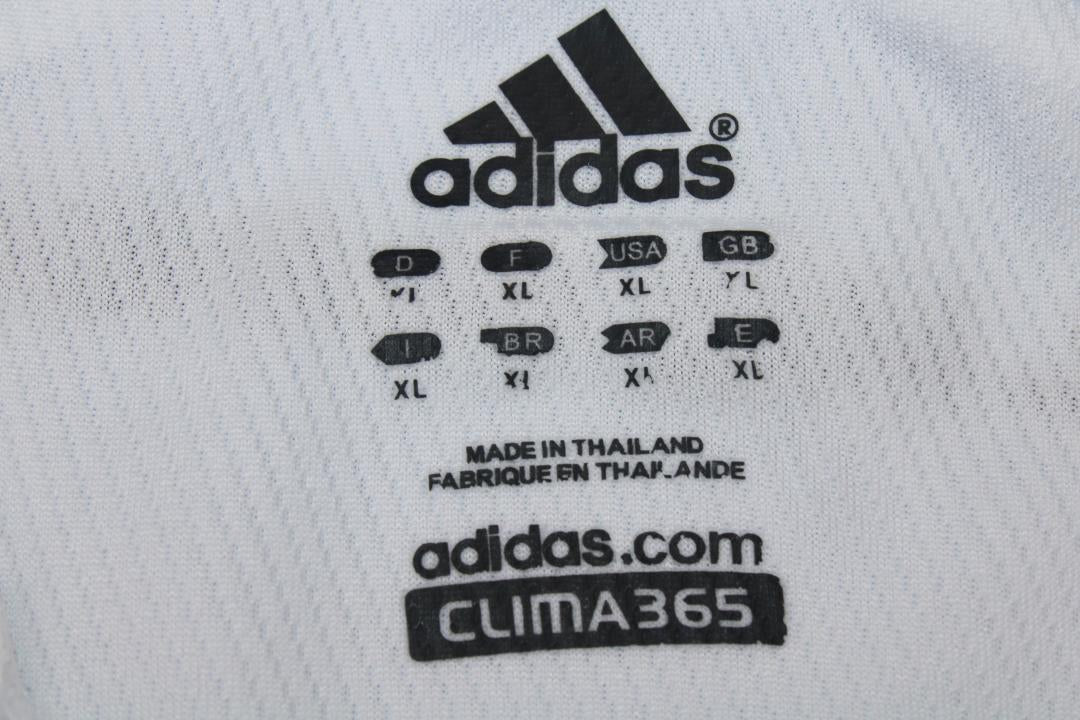 adidas®
D F USA GB
XL XL
I BR AR E
XL XL
MADE IN THAILAND
FABRIQUE EN THAILANDE
adidas.com
CLIMA365